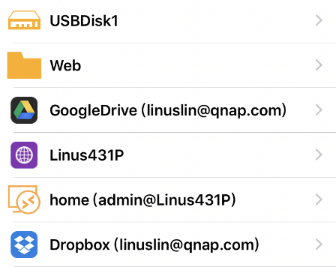 USBDisk1
Web
GoogleDrive (linuslin@qnap.com)
Linus431P
home (admin@Linus431P)
Dropbox (linuslin@qnap.com)